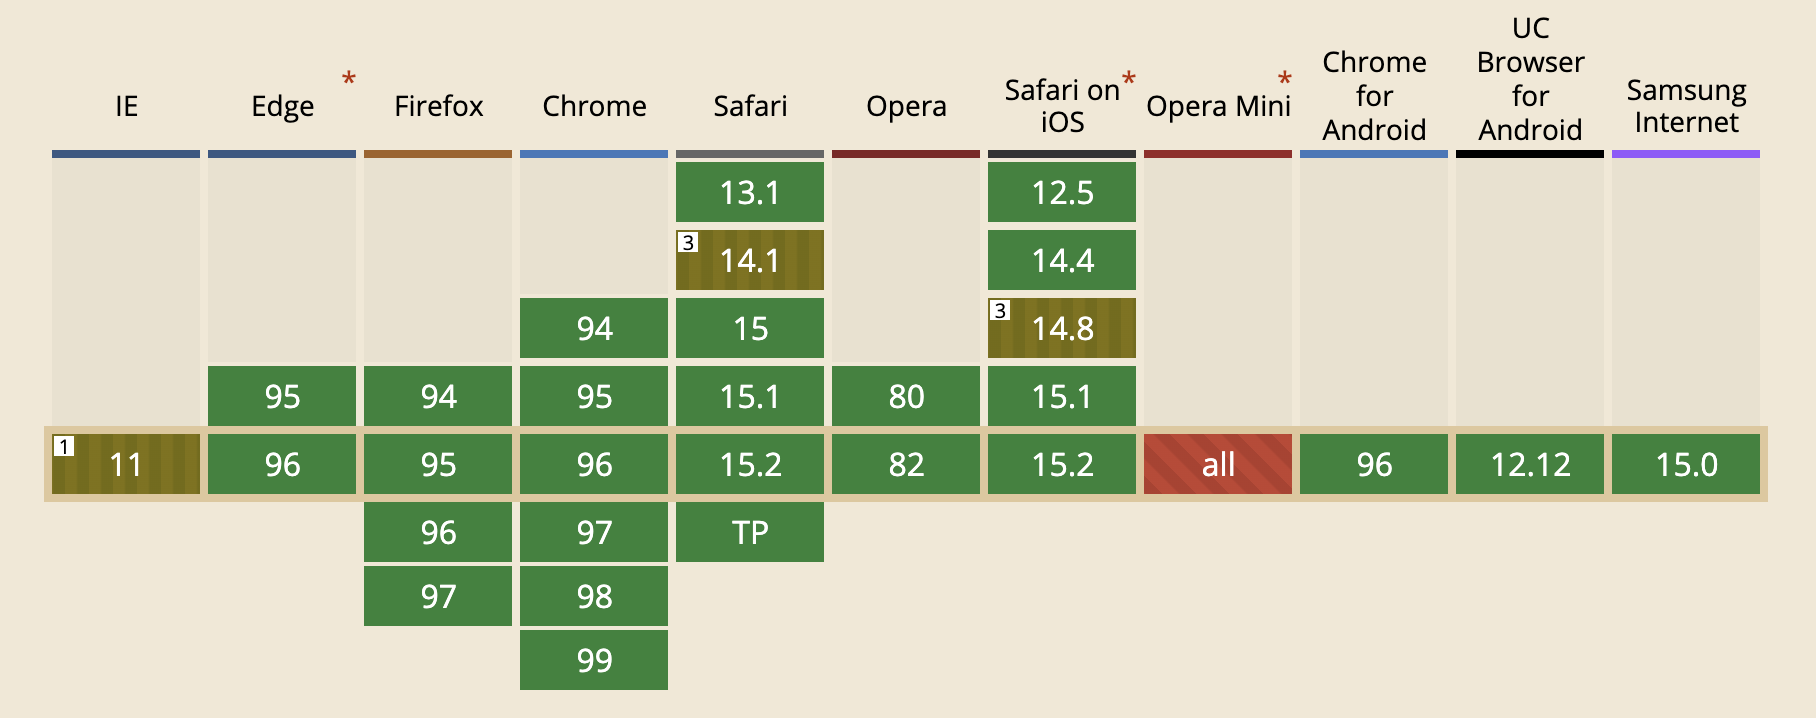 IE
Edge
*
Firefox
Chrome
Safari
Opera
Safari on
iOS
*
Opera Mini
*
Chrome
for
Android
UC
Browser
for
Android
Samsung
Internet
13.1
12.5
3
14.1
14.4
94
15
3
14.8
95
94
95
15.1
80
15.1
1
11
96
95
96
15.2
82
15.2
all
96
12.12
15.0
96
97
TP
97
98
99